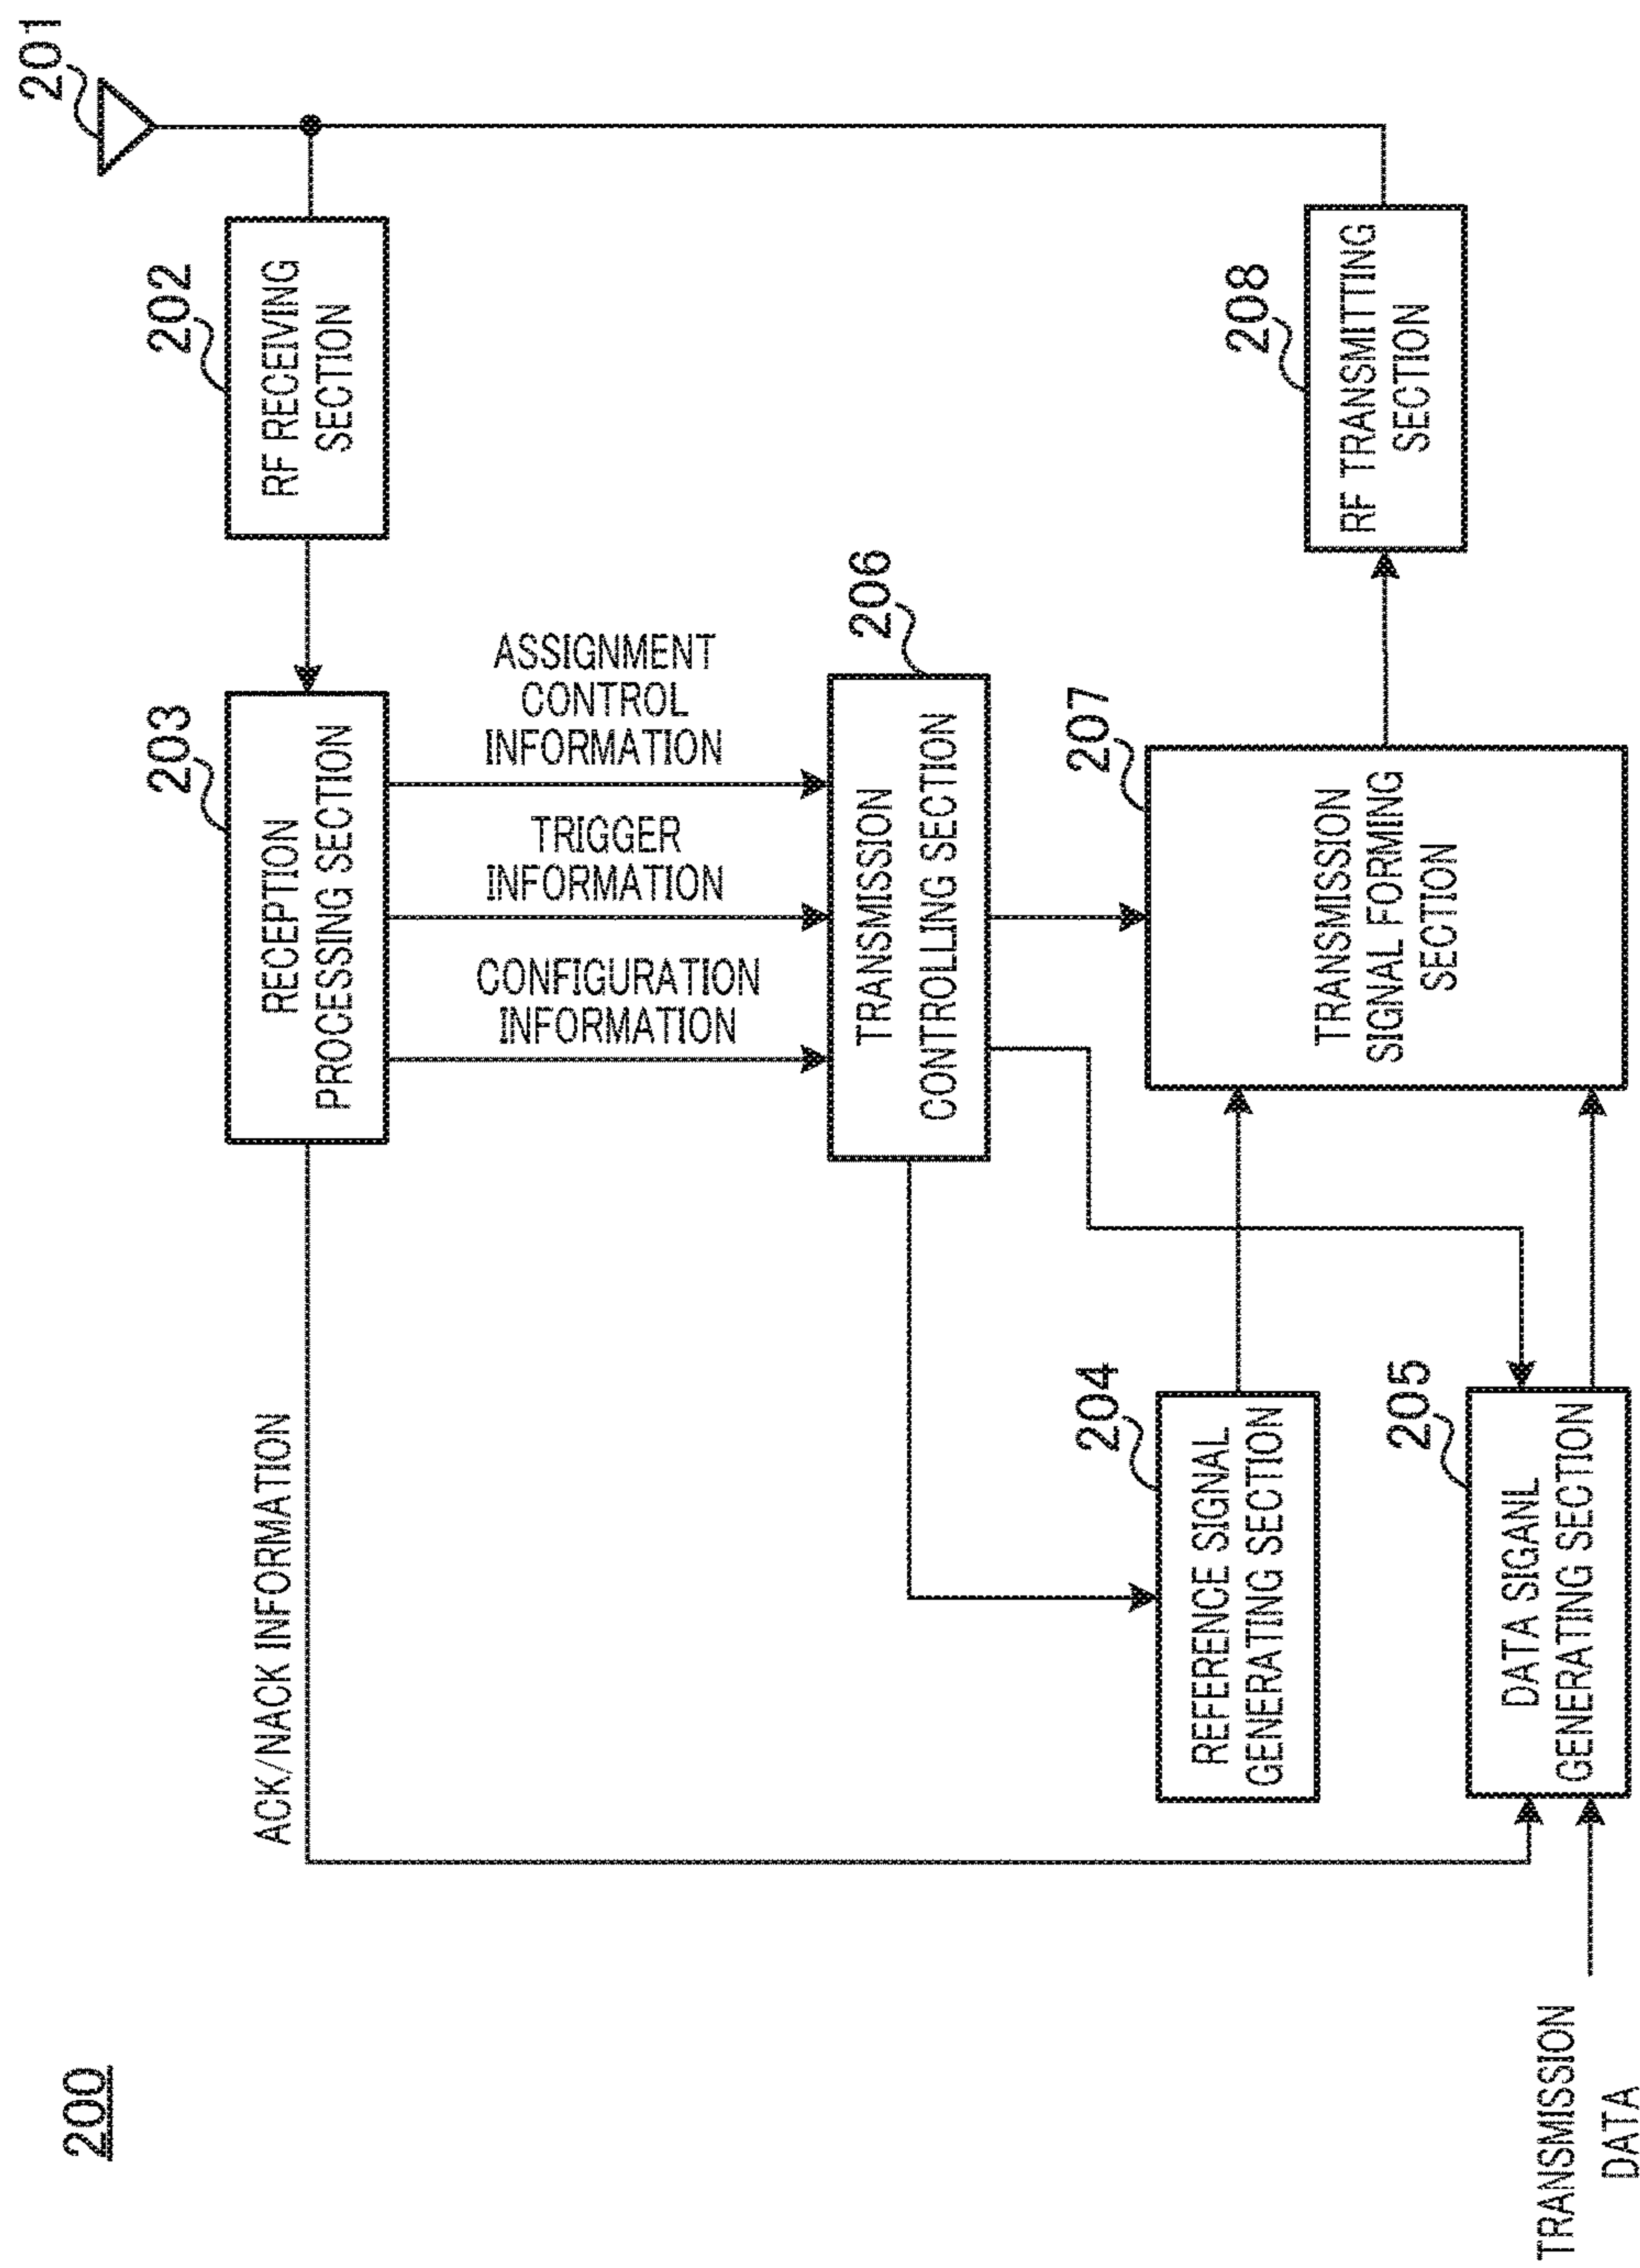 200
201
RF RECEIVING
SECTION
202
RECEPTION
PROCESSING SECTION
203
ACK/NACK INFORMATION
ASSIGNMENT
CONTROL
INFORMATION
TRIGGER
INFORMATION
CONFIGURATION
INFORMATION
206
TRANSMISSION
CONTROLLING SECTION
204
REFERENCE SIGNAL
GENERATING SECTION
207
TRANSMISSION
SIGNAL FORMING
SECTION
208
RF TRANSMITTING
SECTION
205
DATA SIGANL
GENERATING SECTION
TRANSMISSION
DATA